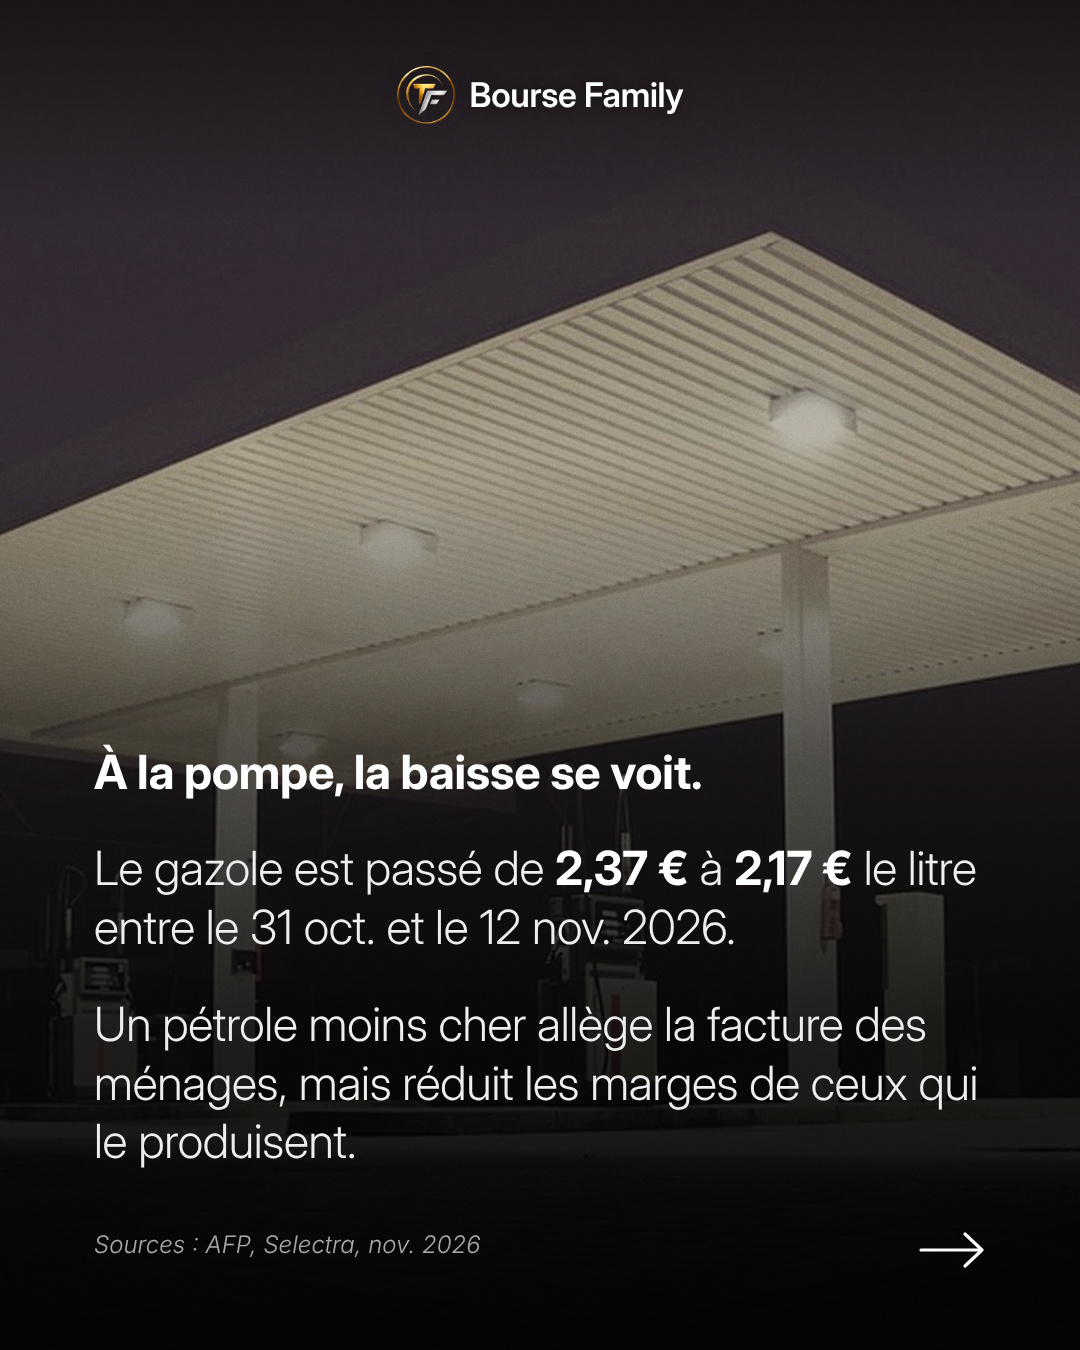 TF Bourse Family
À la pompe, la baisse se voit.
Le gazole est passé de 2,37 € à 2,17 € le litre
entre le 31 oct. et le 12 nov. 2026.
Un pétrole moins cher allège la facture des
ménages, mais réduit les marges de ceux qui
le produisent.
Sources : AFP, Selectra, nov. 2026